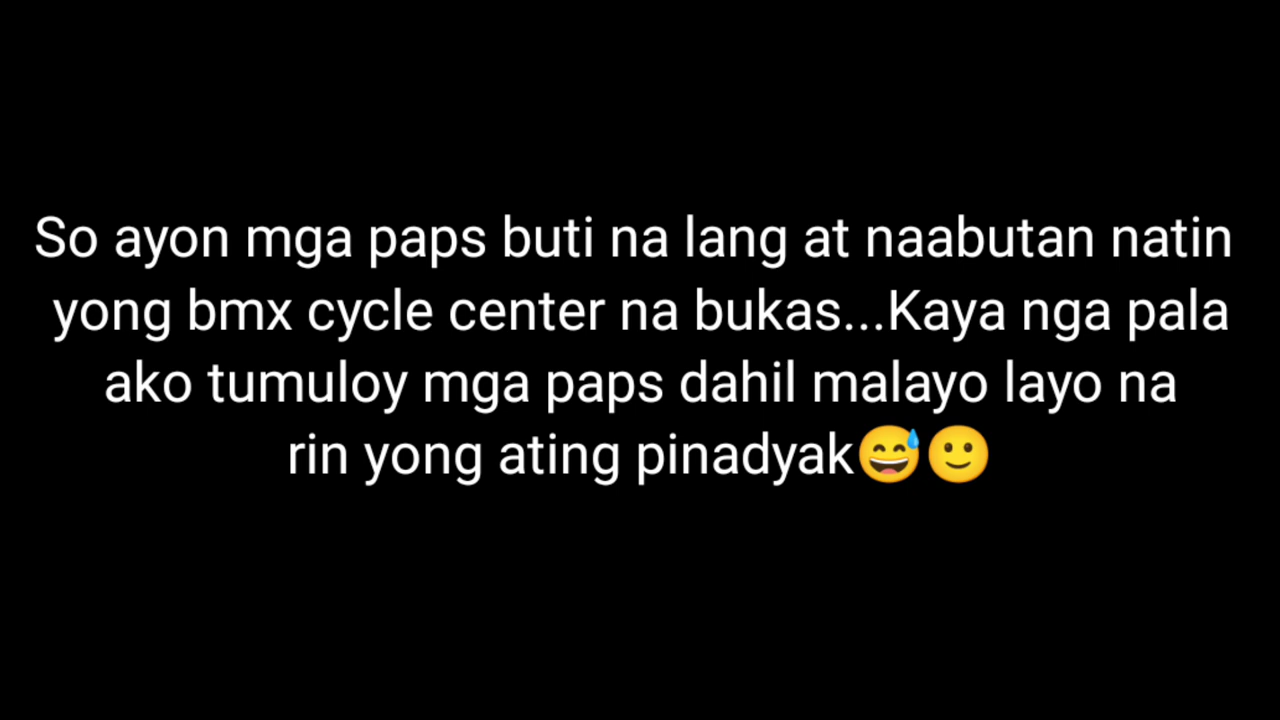 So ayon mga paps buti na lang at naabutan natin
yong bmx cycle center na bukas...Kaya nga pala
ako tumuloy mga paps dahil malayo layo na
rin yong ating pinadyak😅🙂